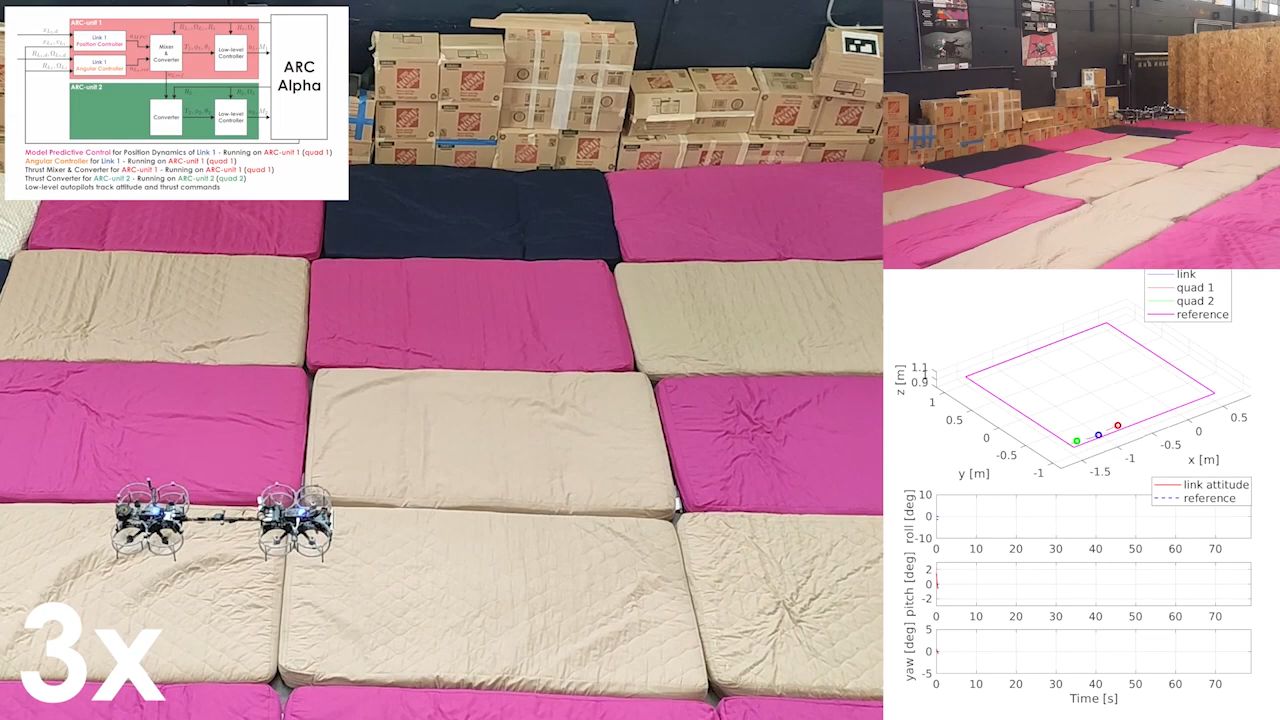 ARC-unit 1
Link 1
Position Controller
Link 1
Angular Controller
Mixer
&
Converter
Low-level
Controller
ARC
Alpha
ARC-unit 2
Converter
Low-level
Controller
Model Predictive Control for Position Dynamics of Link 1 - Running on ARC-unit 1 (quad 1)
Angular Controller for Link 1 - Running on ARC-unit 1 (quad 1)
Thrust Mixer & Converter for ARC-unit 1 - Running on ARC-unit 1 (quad 1)
Thrust Converter for ARC-unit 2 - Running on ARC-unit 2 (quad 2)
Low-level autopilots track attitude and thrust commands
3x
link
quad 1
quad 2
reference
z [m]
1.1
1
0.9
1
0.5
0
-0.5
-1
y [m]
-1.5
-1
-0.5
0
0.5
x [m]
link attitude
reference
roll [deg]
10
0
-10
0 10 20 30 40 50 60 70
pitch [deg]
2
0
-2
0 10 20 30 40 50 60 70
yaw [deg]
5
0
-5
0 10 20 30 40 50 60 70
Time [s]